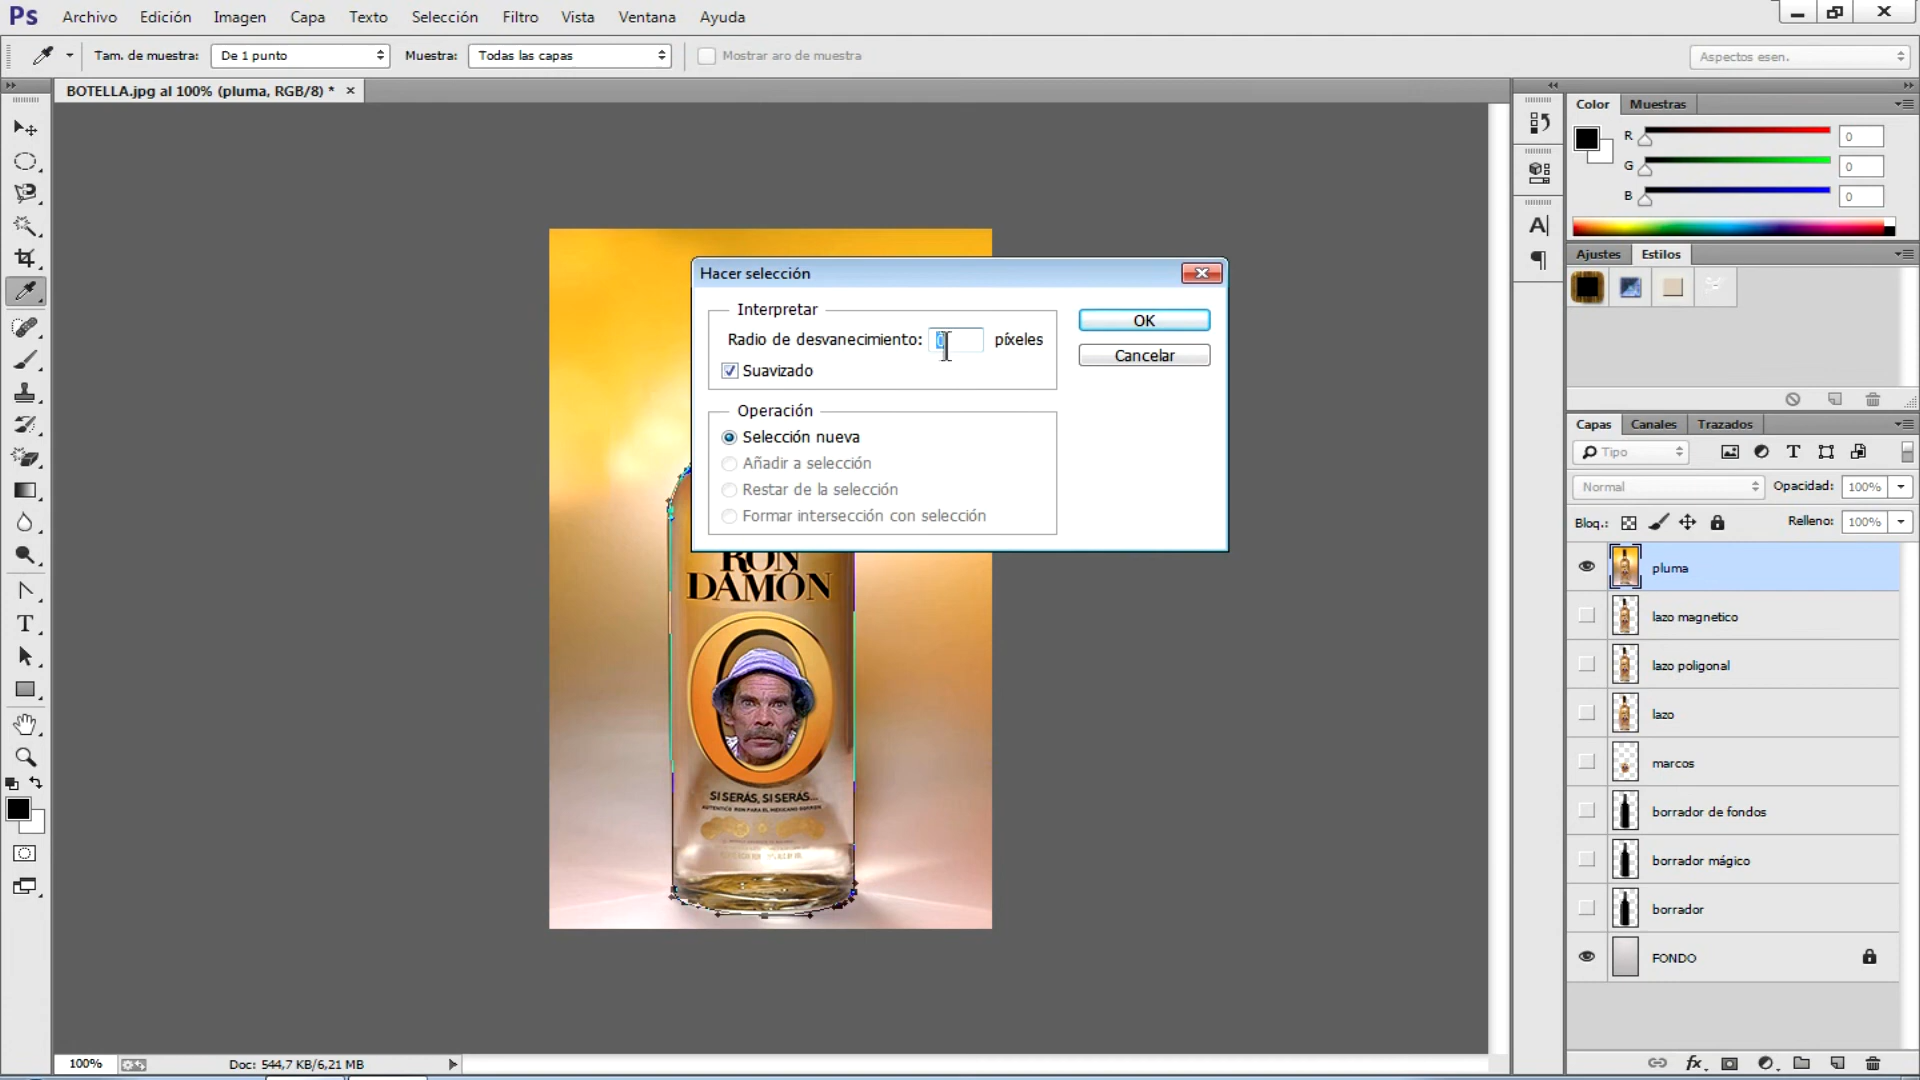 Ps Archivo Edición Imagen Capa Texto Selección Filtro Vista Ventana Ayuda
Tam. de muestra: De 1 punto Muestra: Todas las capas Mostrar aro de muestra Aspectos esen.
BOTELLA.jpg al 100% (pluma, RGB/8) * ×
Color Muestras
R 0
G 0
B 0
Ajustes Estilos
Hacer selección
Interpretar
Radio de desvanecimiento: 0 píxeles
Suavizado
OK
Cancelar
Operación
Selección nueva
Añadir a selección
Restar de la selección
Formar intersección con selección
RON
DAMÓN
SI SERÁS, SI SERÁS...
Capas Canales Trazados
Tipo
Normal Opacidad: 100%
Bloq.: Relleno: 100%
pluma
lazo magnetico
lazo poligonal
lazo
marcos
borrador de fondos
borrador mágico
borrador
FONDO
fx
100% Doc: 544,7 KB/6,21 MB